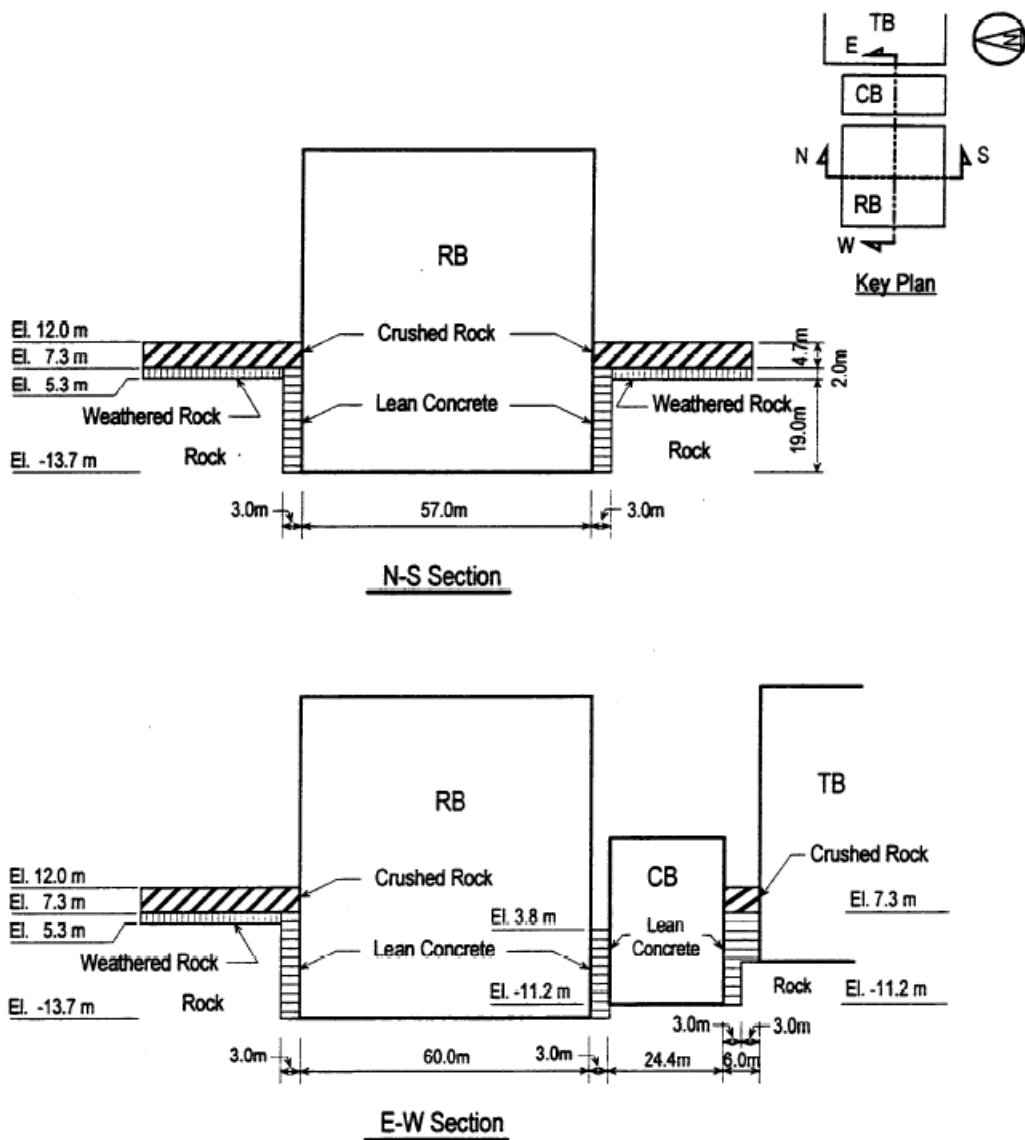 TB
E
N
CB
N
S
RB
W
Key Plan
RB
El. 12.0 m
Crushed Rock
4.7m
El. 7.3 m
2.0m
El. 5.3 m
Weathered Rock
Lean Concrete
Weathered Rock
Rock
Rock
19.0m
El. -13.7 m
3.0m
57.0m
3.0m
N-S Section
RB
TB
El. 12.0 m
Crushed Rock
CB
Crushed Rock
El. 7.3 m
El. 3.8 m
El. 7.3 m
El. 5.3 m
Lean Concrete
Lean
Concrete
Weathered Rock
Rock
El. -11.2 m
Rock
El. -11.2 m
El. -13.7 m
3.0m
3.0m
3.0m
60.0m
3.0m
24.4m
6.0m
E-W Section